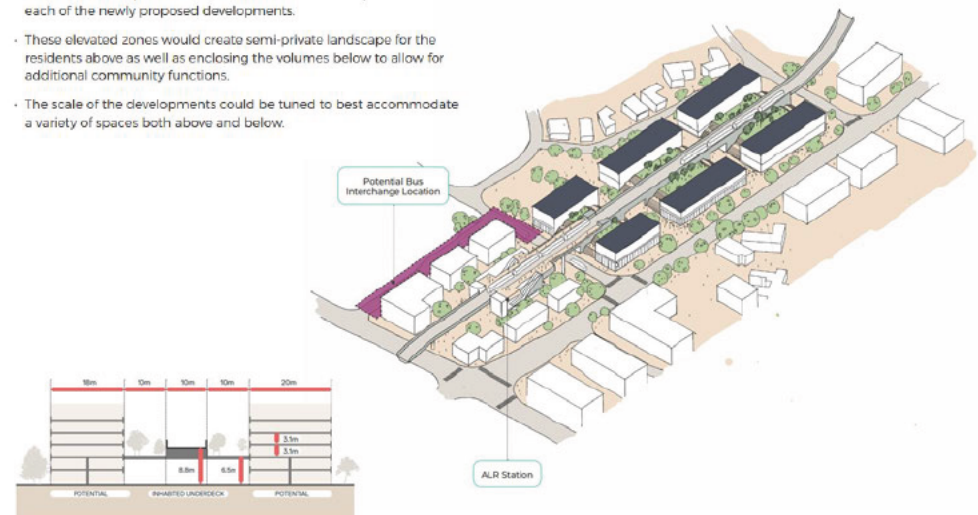 each of the newly proposed developments.
· These elevated zones would create semi-private landscape for the
residents above as well as enclosing the volumes below to allow for
additional community functions.
· The scale of the developments could be tuned to best accommodate
a variety of spaces both above and below.
Potential Bus
Interchange Location
ALR Station
18m 10m 10m 10m 20m
3.1m
3.1m
8.8m 6.5m
POTENTIAL INHABITED UNDERDECK POTENTIAL